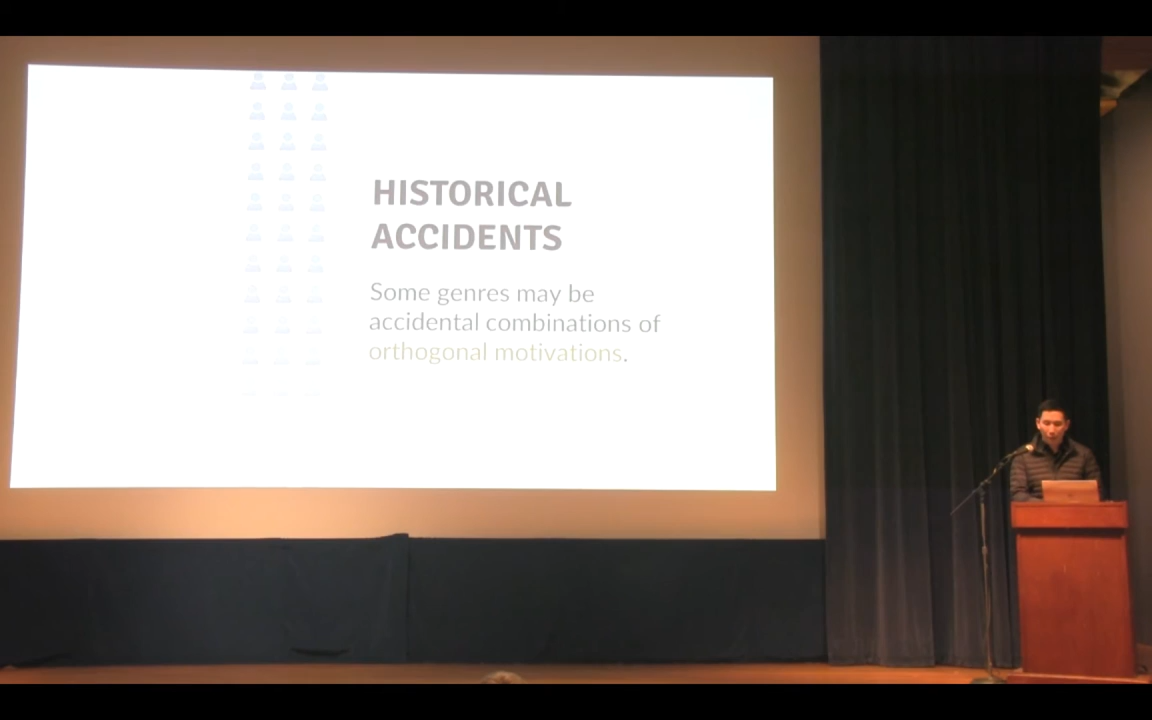 HISTORICAL
ACCIDENTS
Some genres may be
accidental combinations of
orthogonal motivations.